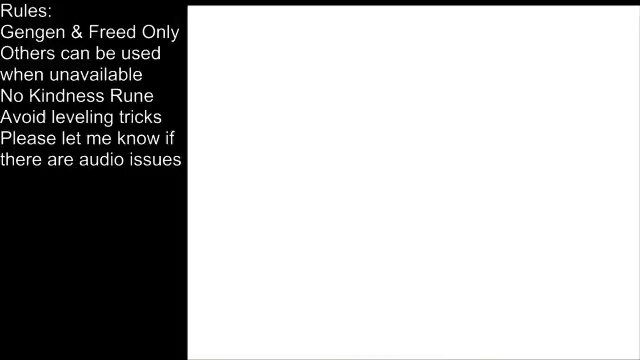 Rules:
Gengen & Freed Only
Others can be used
when unavailable
No Kindness Rune
Avoid leveling tricks
Please let me know if
there are audio issues